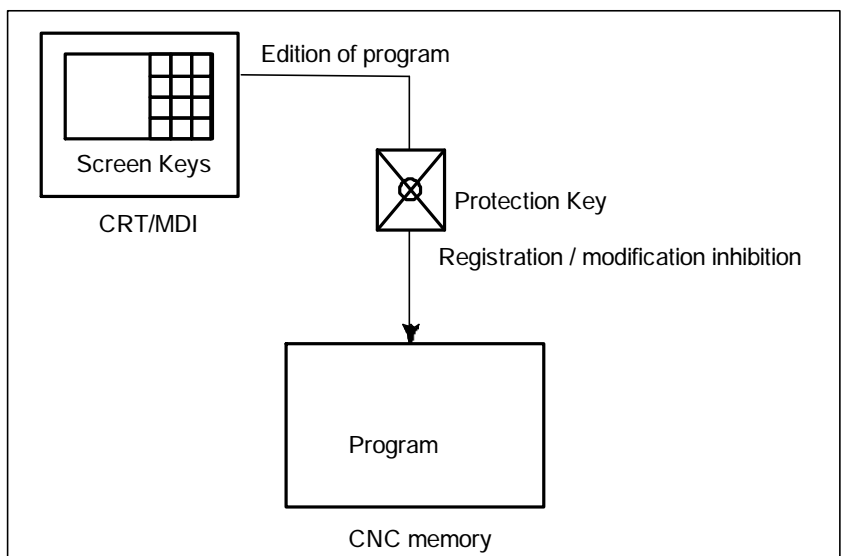 Edition of program
Screen Keys
CRT/MDI
Protection Key
Registration / modification inhibition
Program
CNC memory